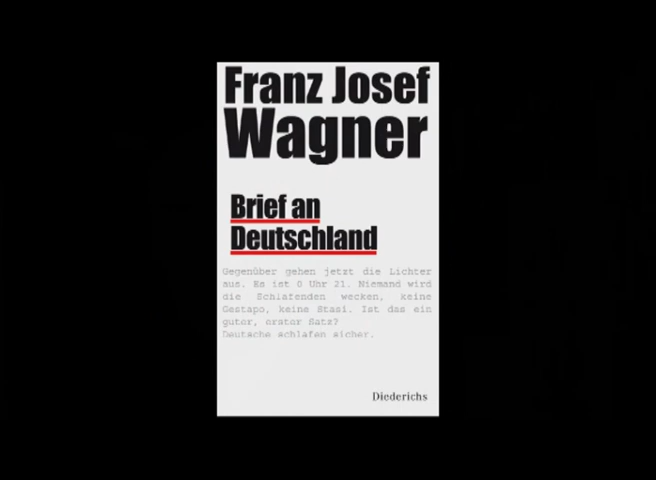 Franz Josef
Wagner
Brief an
Deutschland
Gegenüber gehen jetzt die Lichter
aus. Es ist 0 Uhr 21. Niemand wird
die Schlafenden wecken, keine
Gestapo, keine Stasi. Ist das ein
guter, erster Satz?
Deutsche schlafen sicher.
Diederichs